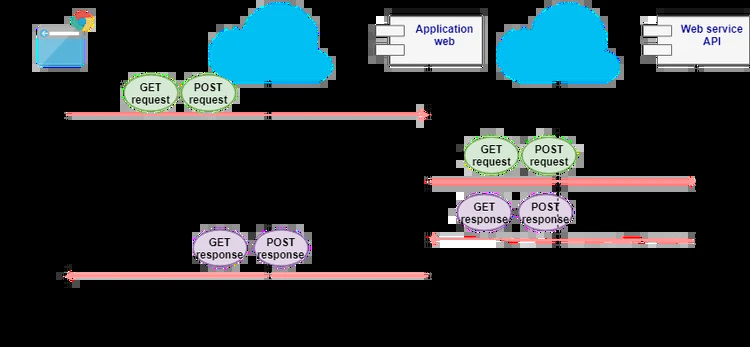 Application
web
Web service
API
GET
request
POST
request
GET
request
POST
request
GET
response
POST
response
GET
response
POST
response